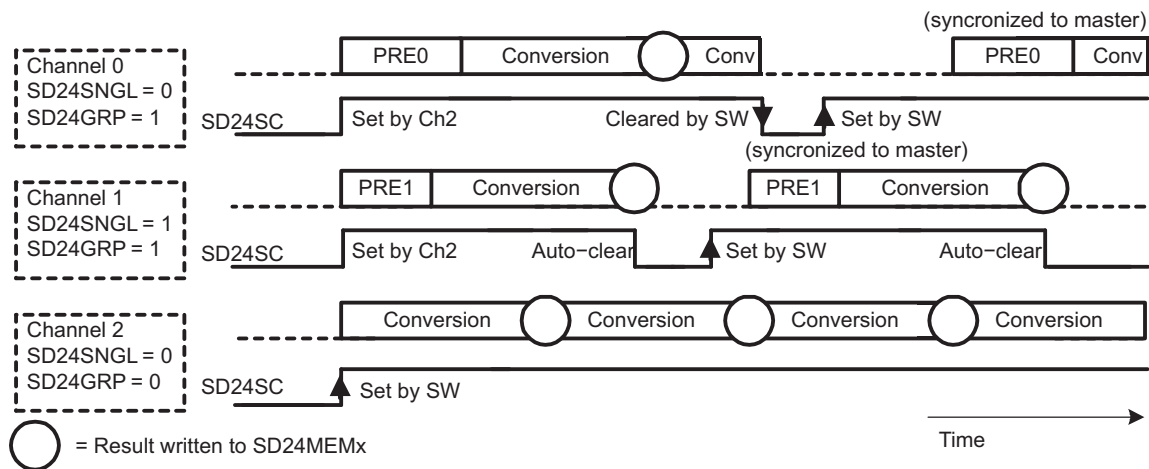 (syncronized to master)
Channel 0
SD24SNGL = 0
SD24GRP = 1
PRE0 Conversion Conv PRE0 Conv
SD24SC Set by Ch2 Cleared by SW Set by SW
(syncronized to master)
Channel 1
SD24SNGL = 1
SD24GRP = 1
PRE1 Conversion PRE1 Conversion
SD24SC Set by Ch2 Auto−clear Set by SW Auto−clear
Channel 2
SD24SNGL = 0
SD24GRP = 0
Conversion Conversion Conversion Conversion
SD24SC Set by SW
= Result written to SD24MEMx
Time